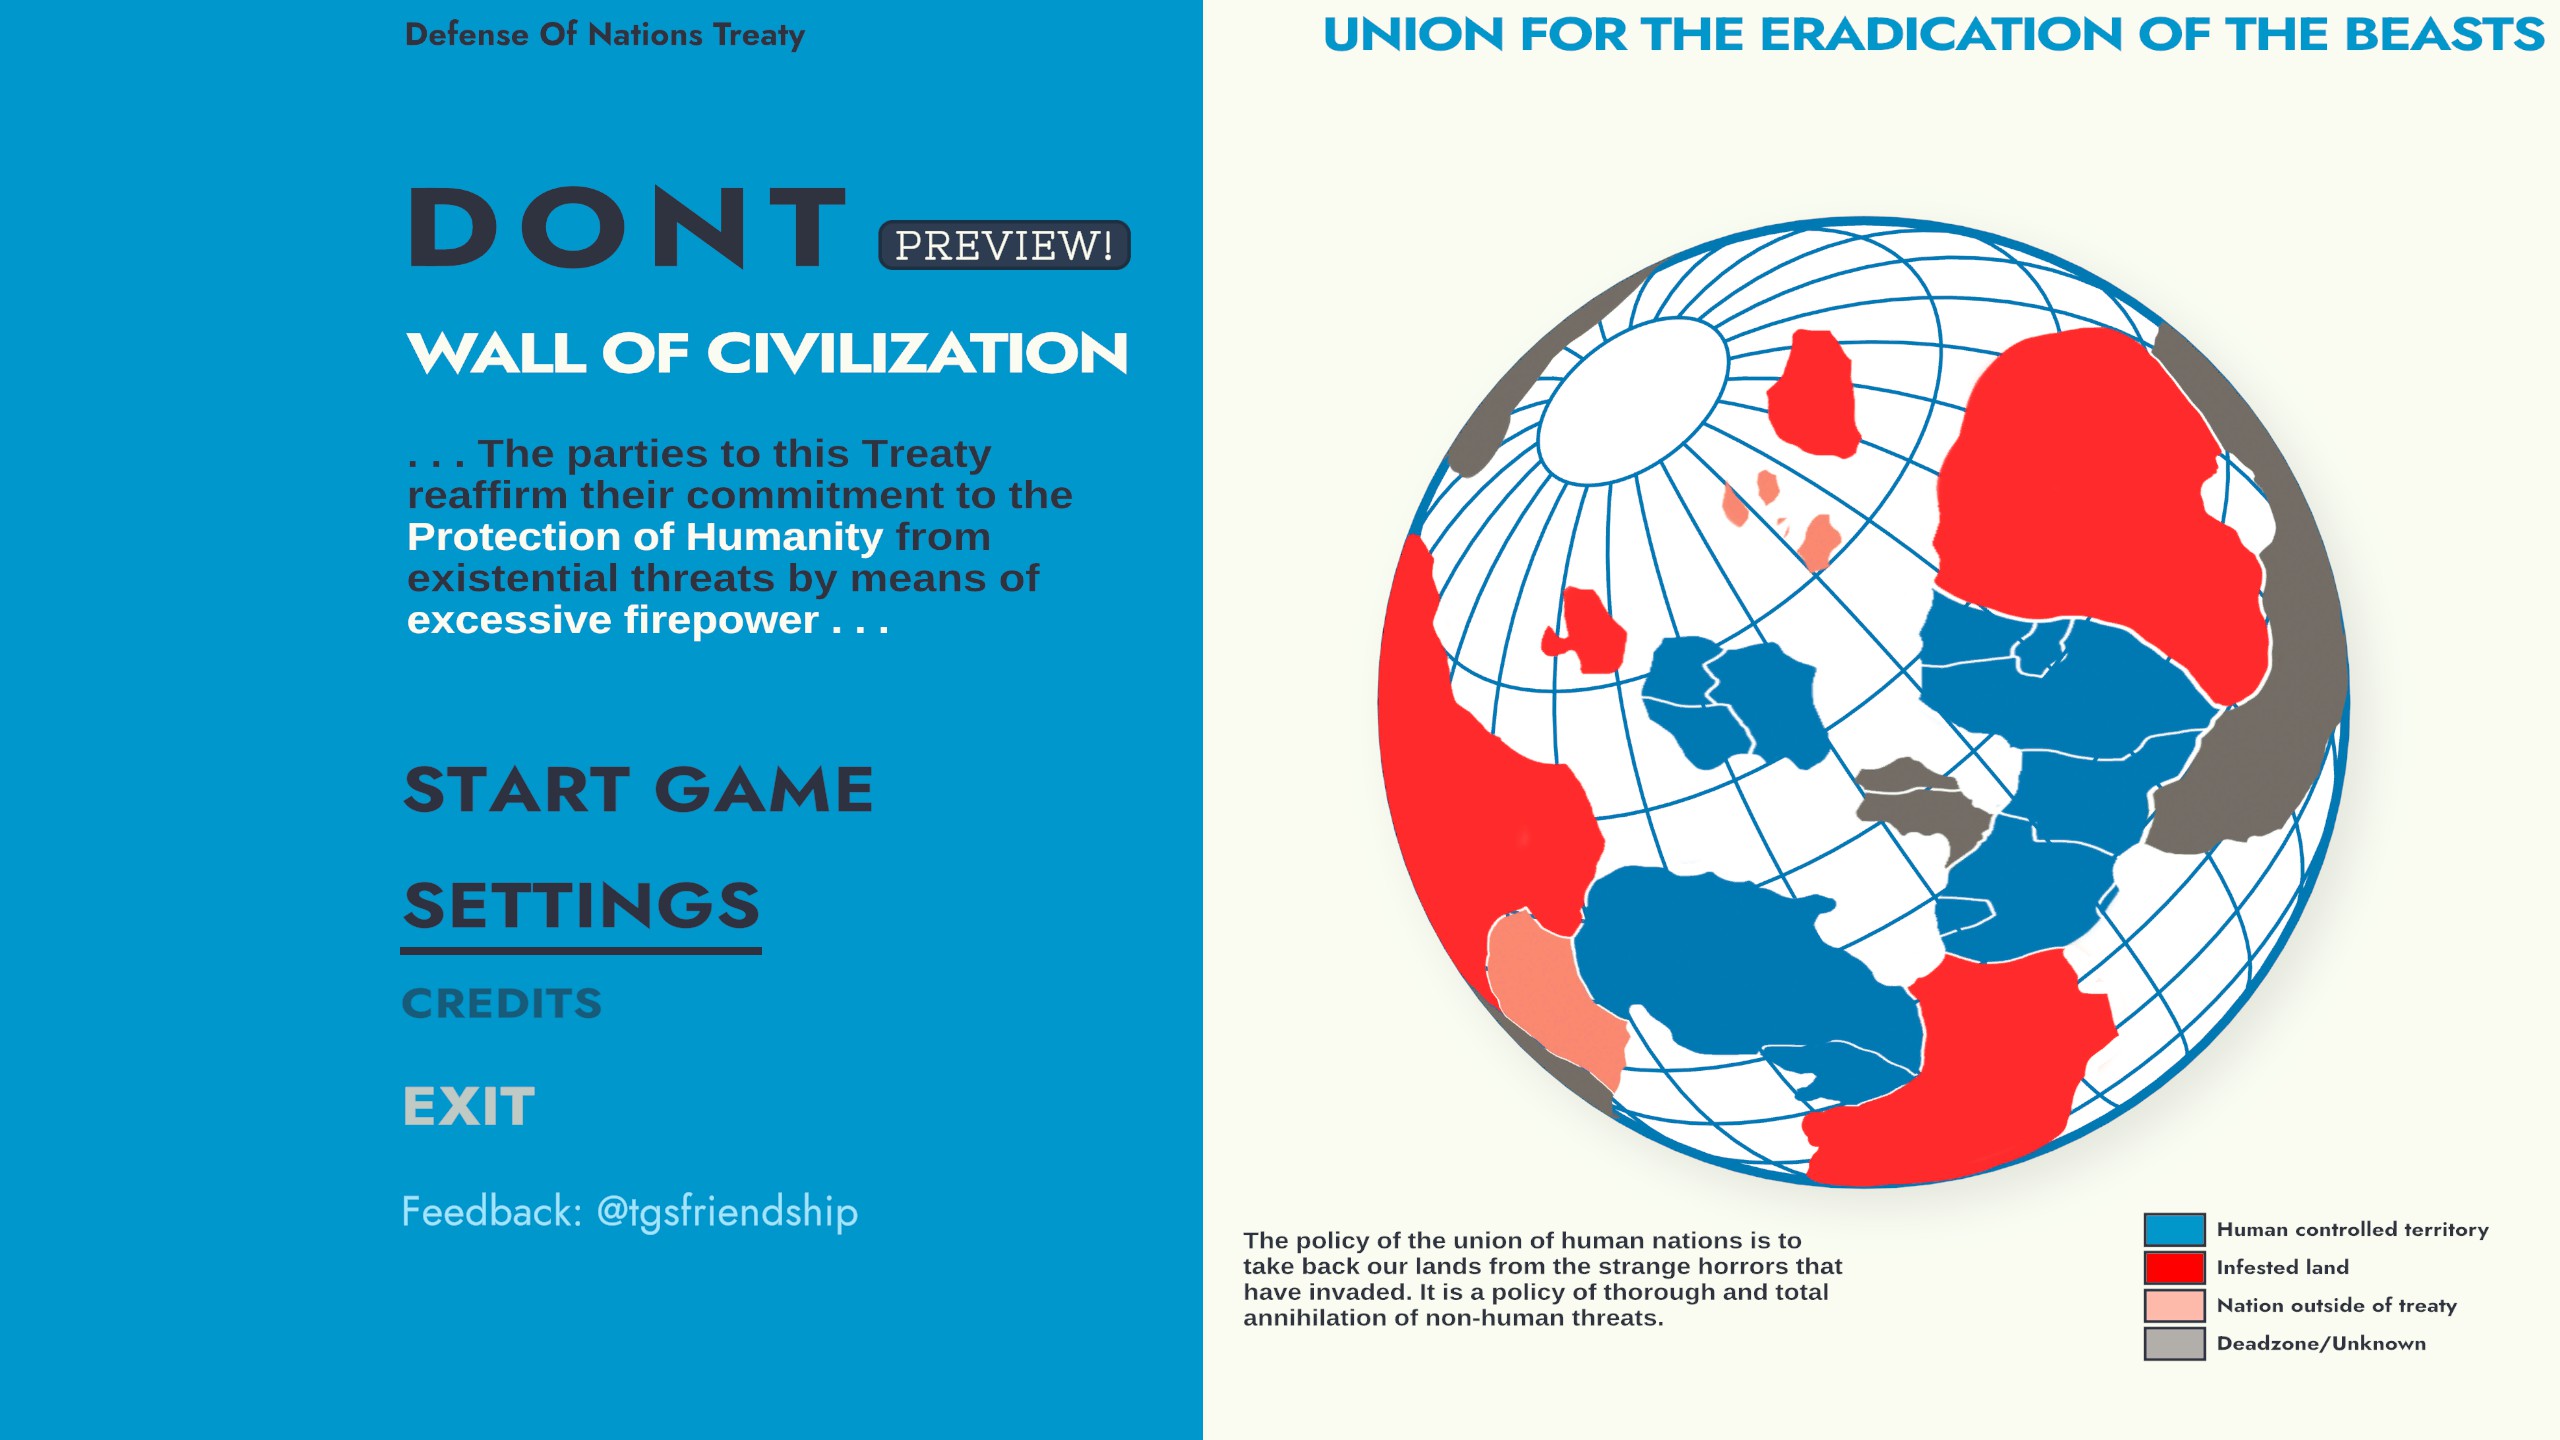 Defense Of Nations Treaty
DONT PREVIEW!
WALL OF CIVILIZATION
. . . The parties to this Treaty
reaffirm their commitment to the
Protection of Humanity from
existential threats by means of
excessive firepower . . .
START GAME
SETTINGS
CREDITS
EXIT
Feedback: @tgsfriendship
UNION FOR THE ERADICATION OF THE BEASTS
The policy of the union of human nations is to
take back our lands from the strange horrors that
have invaded. It is a policy of thorough and total
annihilation of non-human threats.
Human controlled territory
Infested land
Nation outside of treaty
Deadzone/Unknown